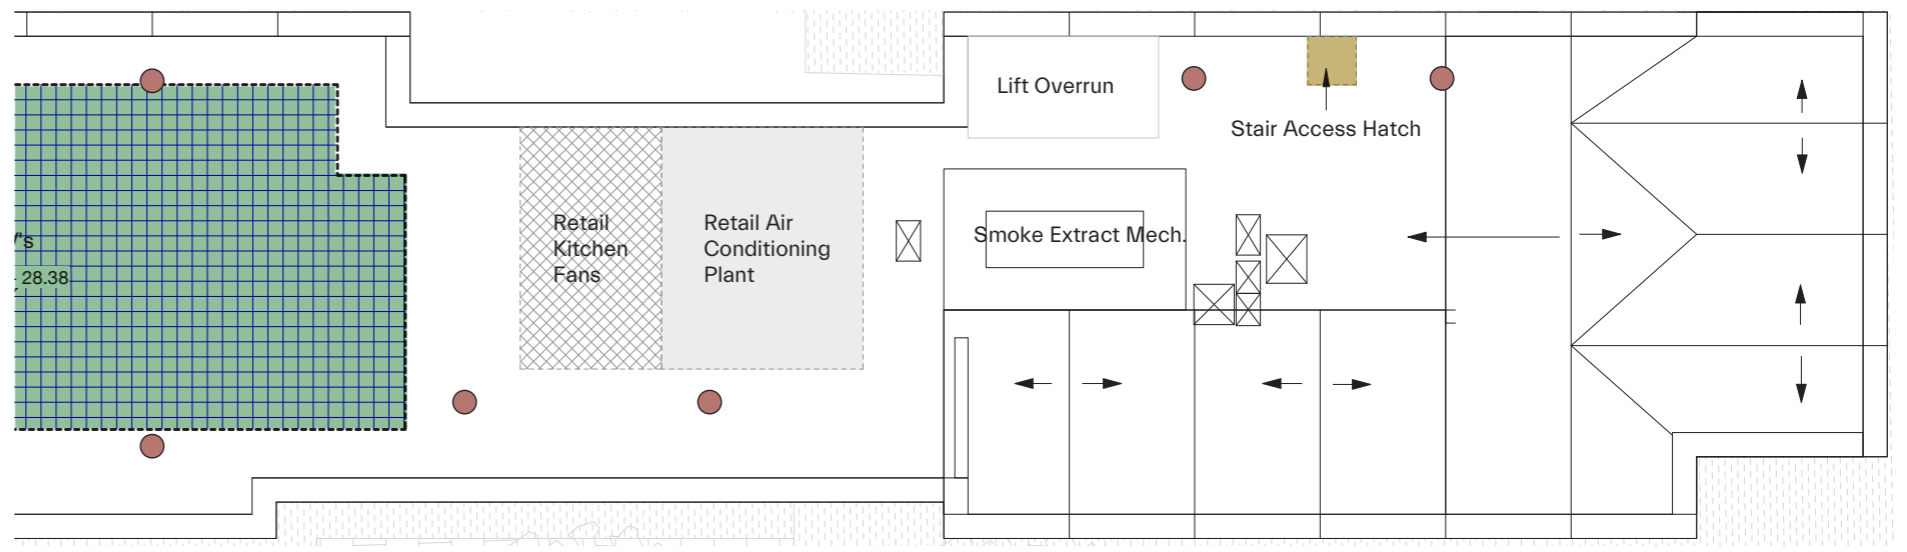 Lift Overrun
Stair Access Hatch
Retail
Kitchen
Fans
Retail Air
Conditioning
Plant
Smoke Extract Mech.
's
28.38